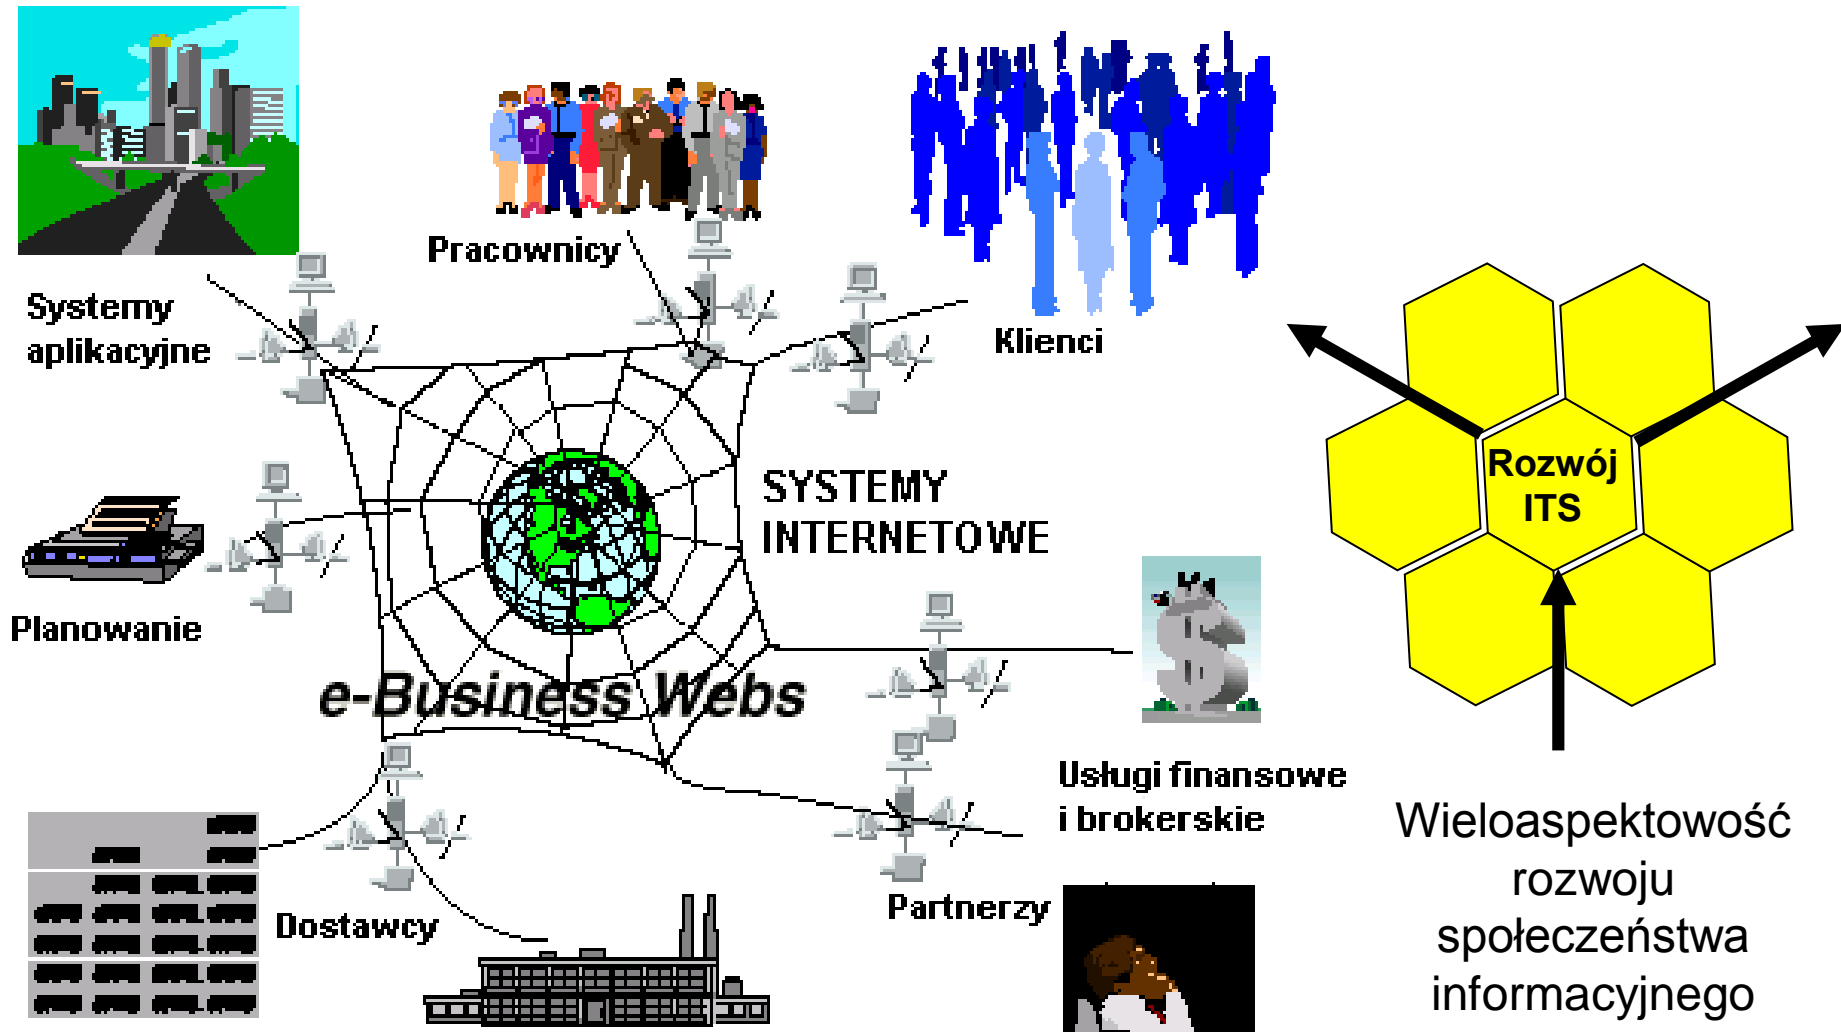 Pracownicy
Systemy
aplikacyjne
Klienci
SYSTEMY
INTERNETOWE
Rozwój
ITS
Planowanie
e-Business Webs
Usługi finansowe
i brokerskie
Partnerzy
Dostawcy
Wieloaspektowość
rozwoju
społeczeństwa
informacyjnego